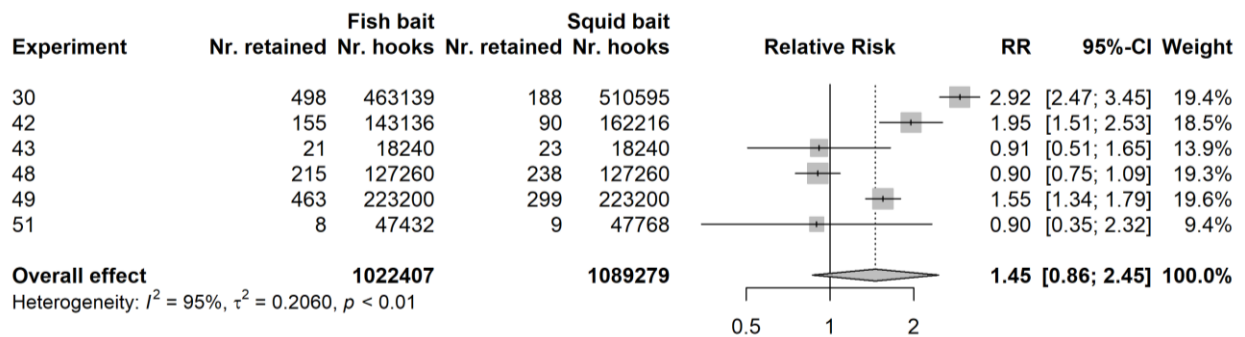 Fish bait Squid bait
Experiment Nr. retained Nr. hooks Nr. retained Nr. hooks Relative Risk RR 95%-CI Weight
30 498 463139 188 510595 2.92 [2.47; 3.45] 19.4%
42 155 143136 90 162216 1.95 [1.51; 2.53] 18.5%
43 21 18240 23 18240 0.91 [0.51; 1.65] 13.9%
48 215 127260 238 127260 0.90 [0.75; 1.09] 19.3%
49 463 223200 299 223200 1.55 [1.34; 1.79] 19.6%
51 8 47432 9 47768 0.90 [0.35; 2.32] 9.4%
Overall effect 1022407 1089279 1.45 [0.86; 2.45] 100.0%
Heterogeneity: I² = 95%, τ² = 0.2060, p < 0.01
0.5 1 2